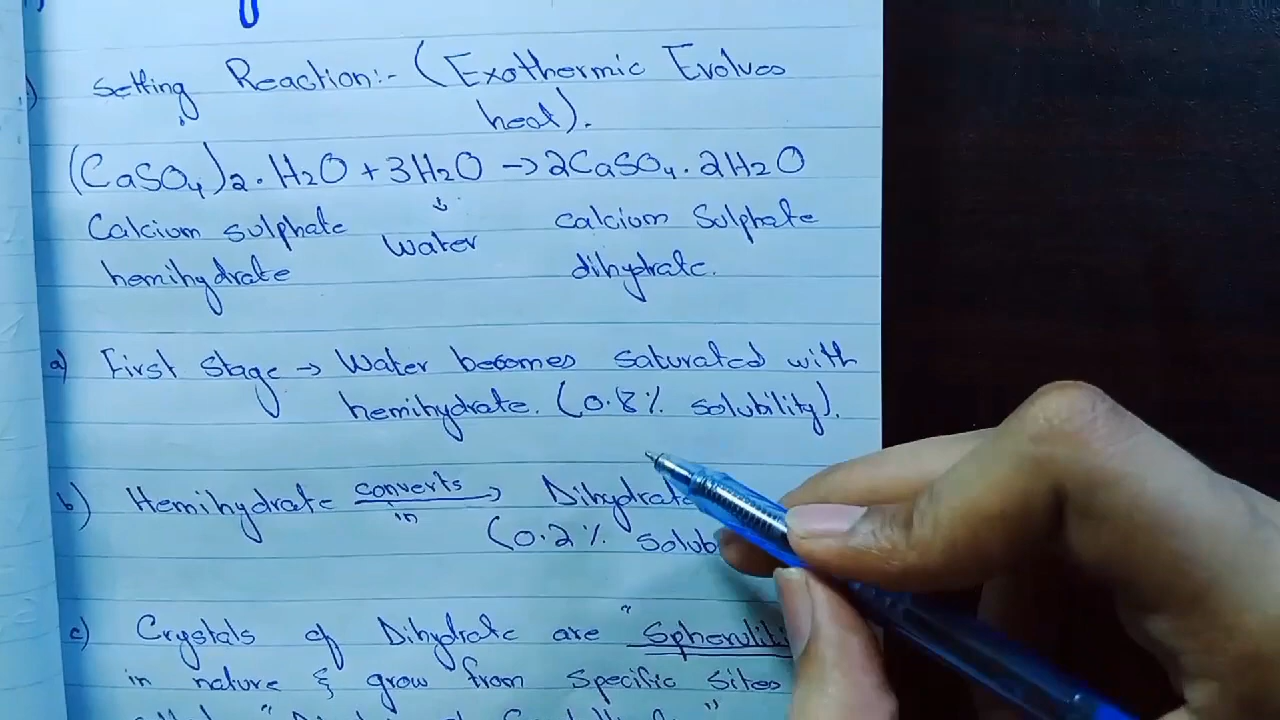 Setting Reaction:- (Exothermic Evolves
heat).
(CaSO4)2.H2O + 3H2O → 2CaSO4.2H2O
Calcium sulphate water calcium Sulphate
hemihydrate dihydrate.
a) First Stage → Water becomes saturated with
hemihydrate. (0.8% solubility).
b) Hemihydrate converts in → Dihydrate
(0.2% Solub
c) Crystals of Dihydrate are "Spheruliti
in nature & grow from Specific Sites